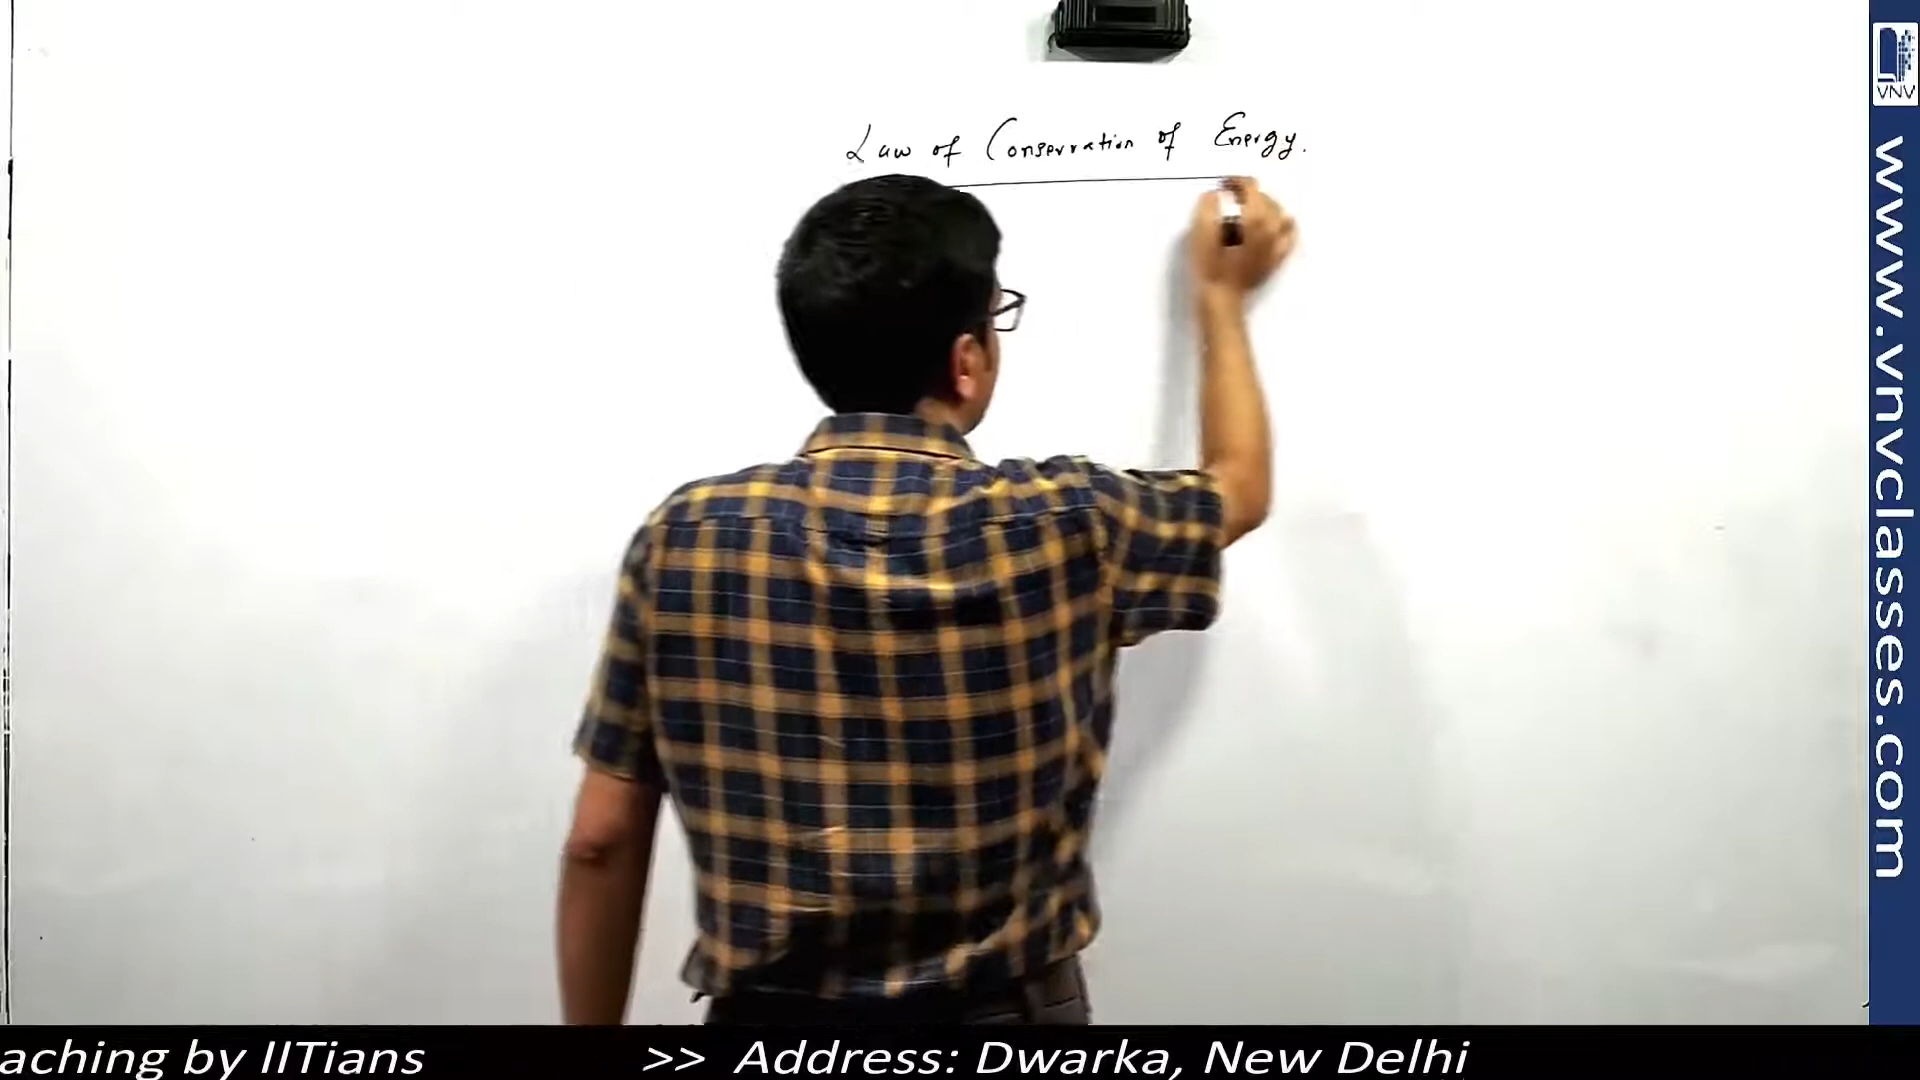 Law of Conservation of Energy.
VNV
www.vnvclasses.com
aching by IITians >> Address: Dwarka, New Delhi